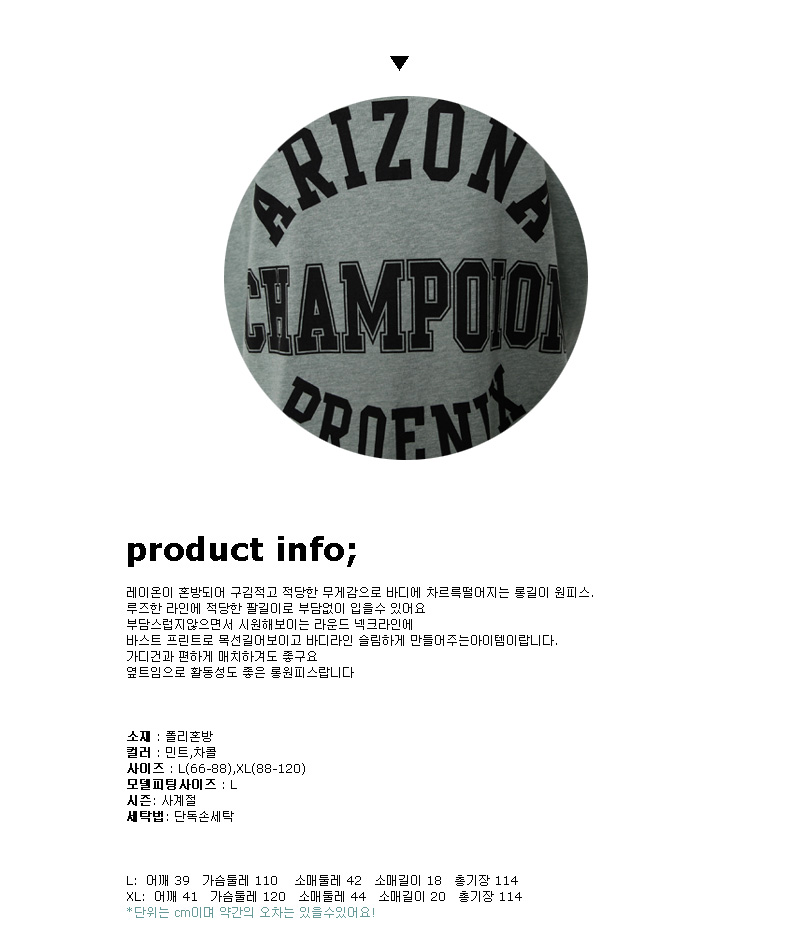 ▼
ARIZONA
CHAMPOION
PROENIX
product info;
레이온이 혼방되어 구김적고 적당한 무게감으로 바디에 차르륵떨어지는 롱길이 원피스.
루즈한 라인에 적당한 팔길이로 부담없이 입을수 있어요
부담스럽지않으면서 시원해보이는 라운드 넥크라인에
바스트 프린트로 목선길어보이고 바디라인 슬림하게 만들어주는아이템이랍니다.
가디건과 편하게 매치하겨도 좋구요
옆트임으로 활동성도 좋은 롱원피스랍니다
소재 : 폴리혼방
컬러 : 민트,차콜
사이즈 : L(66-88),XL(88-120)
모델피팅사이즈 : L
시즌: 사계절
세탁법: 단독손세탁
L: 어깨 39 가슴둘레 110 소매둘레 42 소매길이 18 총기장 114
XL: 어깨 41 가슴둘레 120 소매둘레 44 소매길이 20 총기장 114
*단위는 cm이며 약간의 오차는 있을수있어요!